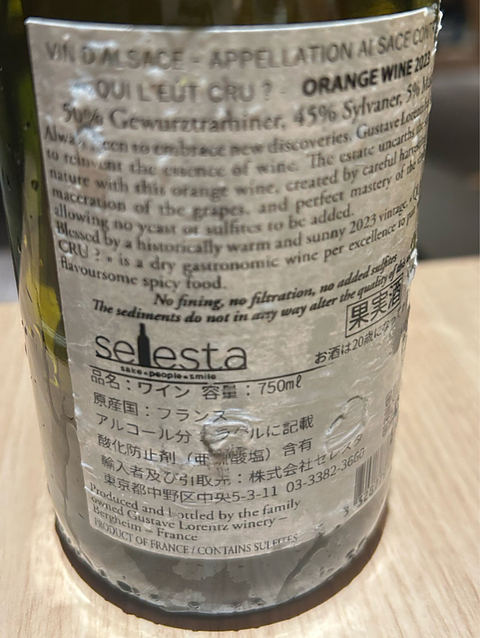 VIN D'ALSACE - APPELLATION ALSACE CONT
QUI L'EUT CRU ? - ORANGE WINE 2023
50% Gewurztraminer, 45% Sylvaner, 5% M
Always keen to embrace new discoveries, Gustave Lorentz
to reinvent the essence of wine. The estate unearths
nature with this orange wine, created by careful harv
maceration of the grapes, and perfect mastery of the
allowing no yeast or sulfites to be added.
Blessed by a historically warm and sunny 2023 vintage, « QU
CRU ? » is a dry gastronomic wine per excellence to
flavoursome spicy food.
No fining, no filtration, no added sulfites
The sediments do not in any way alter the quality of the
果実酒
selesta
sake•people•smile
お酒は20歳にな
品名：ワイン 容量：750mℓ
原産国：フランス
アルコール分 ラベルに記載
酸化防止剤（亜硫酸塩）含有
輸入者及び引取先：株式会社セレスタ
東京都中野区中央5-3-11 03-3382-3660
Produced and bottled by the family
owned Gustave Lorentz winery –
Bergheim – France
PRODUCT OF FRANCE / CONTAINS SULFITES